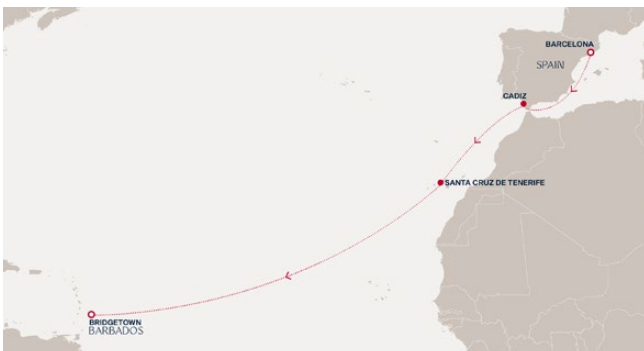 BARCELONA
SPAIN
CADIZ
SANTA CRUZ DE TENERIFE
BRIDGETOWN
BARBADOS